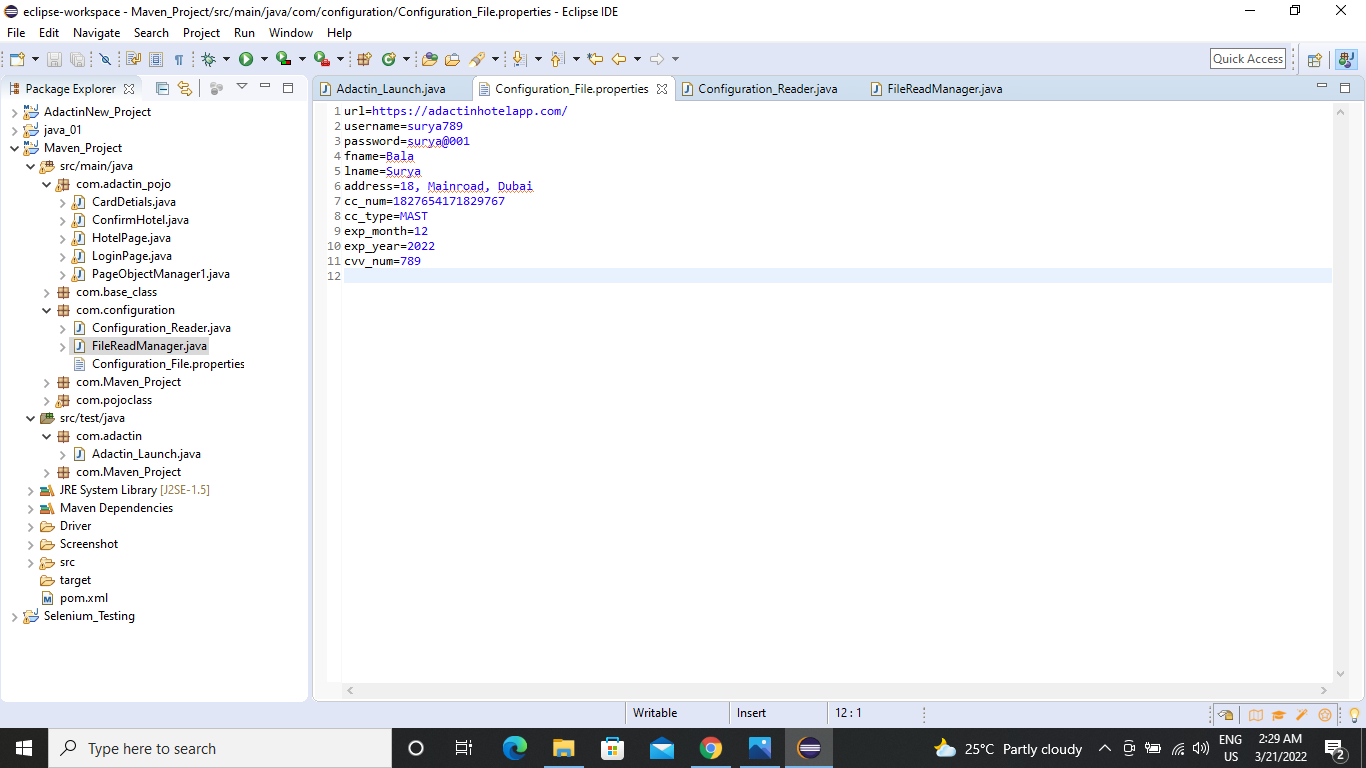 eclipse-workspace - Maven_Project/src/main/java/com/configuration/Configuration_File.properties - Eclipse IDE
File Edit Navigate Search Project Run Window Help
Quick Access
Package Explorer
AdactinNew_Project
java_01
Maven_Project
src/main/java
com.adactin_pojo
CardDetials.java
ConfirmHotel.java
HotelPage.java
LoginPage.java
PageObjectManager1.java
com.base_class
com.configuration
Configuration_Reader.java
FileReadManager.java
Configuration_File.properties
com.Maven_Project
com.pojoclass
src/test/java
com.adactin
Adactin_Launch.java
com.Maven_Project
JRE System Library [J2SE-1.5]
Maven Dependencies
Driver
Screenshot
src
target
pom.xml
Selenium_Testing
Adactin_Launch.java Configuration_File.properties Configuration_Reader.java FileReadManager.java
1 url=https://adactinhotelapp.com/
2 username=surya789
3 password=surya@001
4 fname=Bala
5 lname=Surya
6 address=18, Mainroad, Dubai
7 cc_num=1827654171829767
8 cc_type=MAST
9 exp_month=12
10 exp_year=2022
11 cvv_num=789
12
Writable Insert 12 : 1
Type here to search
25°C Partly cloudy
ENG
US
2:29 AM
3/21/2022
2